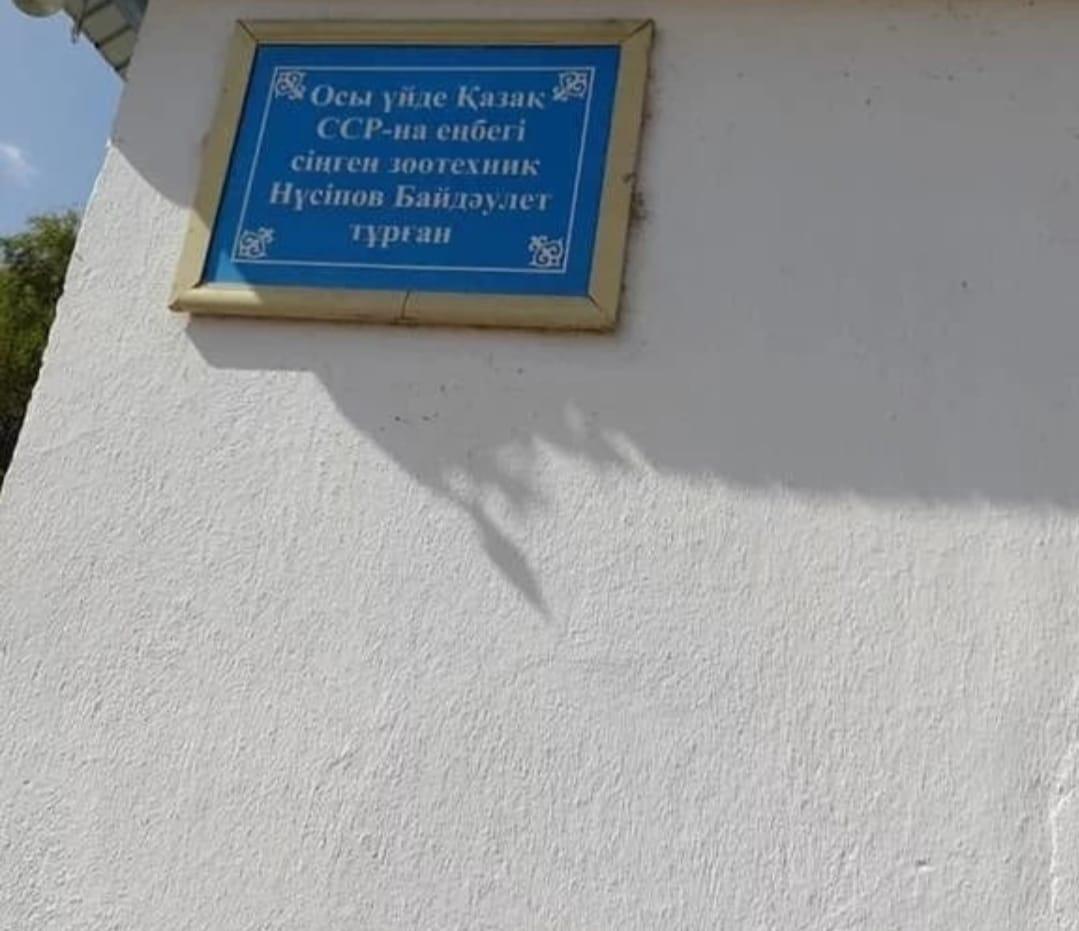 Осы үйде Қазақ
ССР-на еңбегі
сіңген зоотехник
Нүсіпов Байдәулет
тұрған